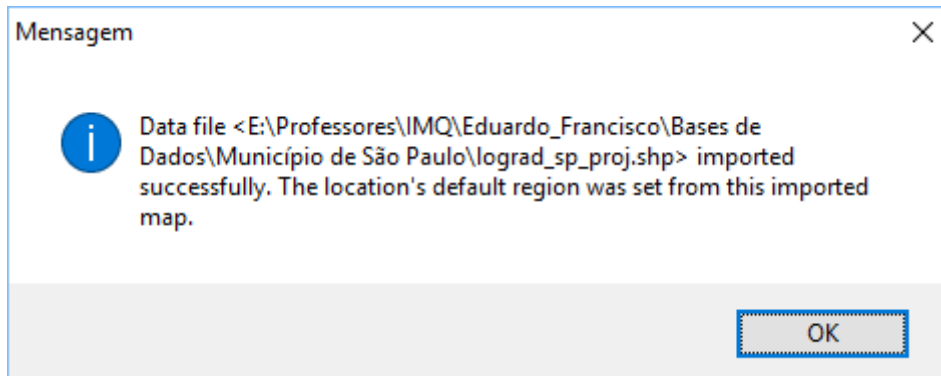 Mensagem
Data file <E:\Professores\IMQ\Eduardo_Francisco\Bases de
Dados\Município de São Paulo\lograd_sp_proj.shp> imported
successfully. The location's default region was set from this imported
map.
OK